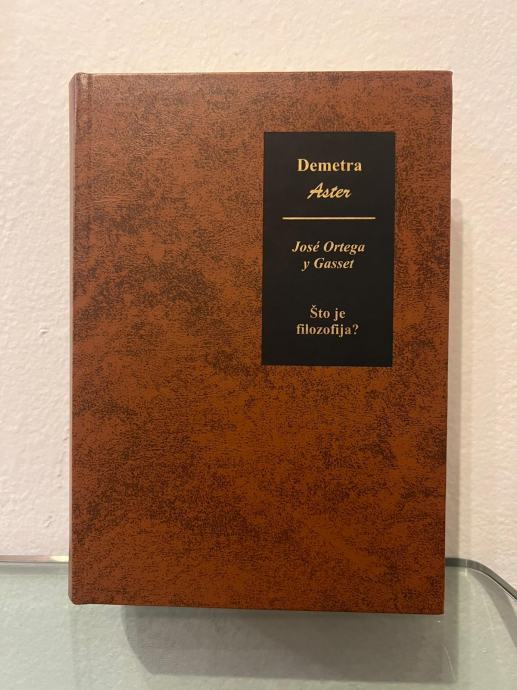 Demetra
Aster
José Ortega
y Gasset
Što je
filozofija?